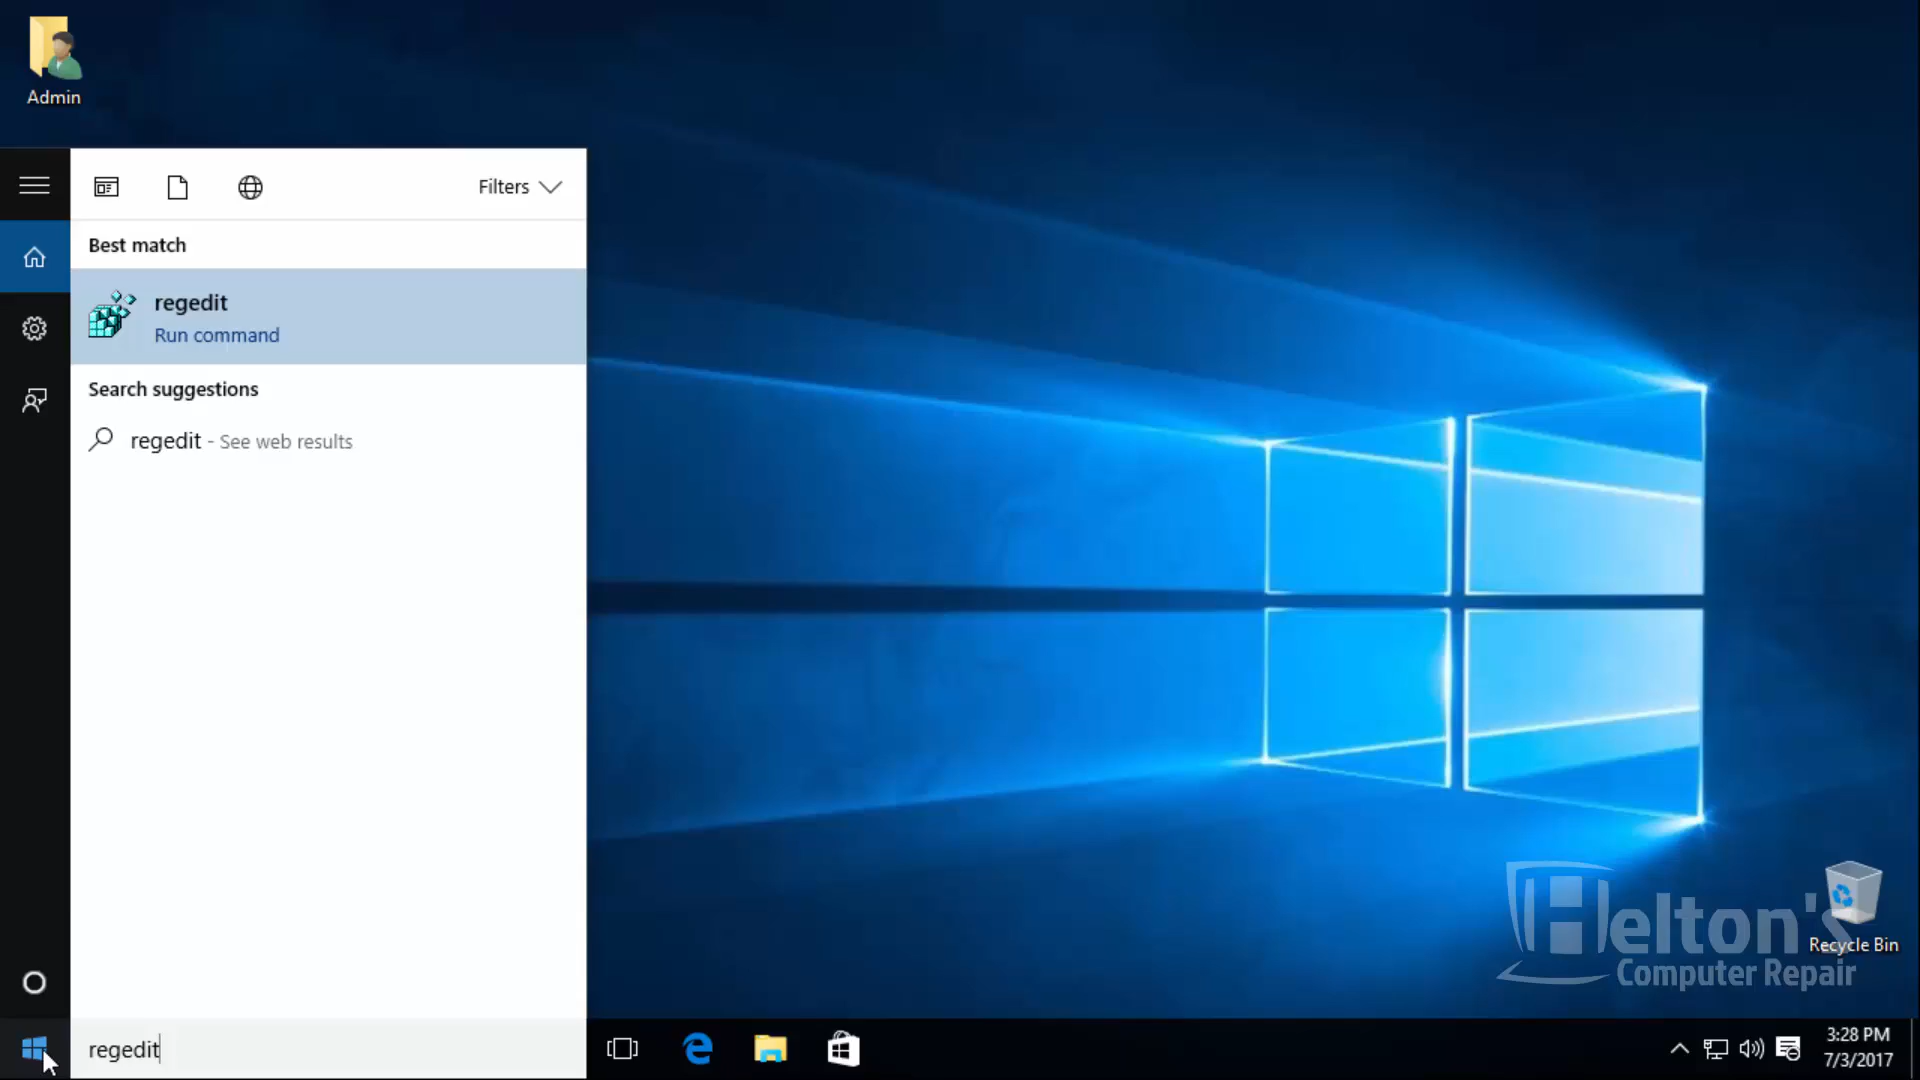 Admin
Filters
Best match
regedit
Run command
Search suggestions
regedit - See web results
Helton's
Computer Repair
Recycle Bin
regedit
3:28 PM
7/3/2017